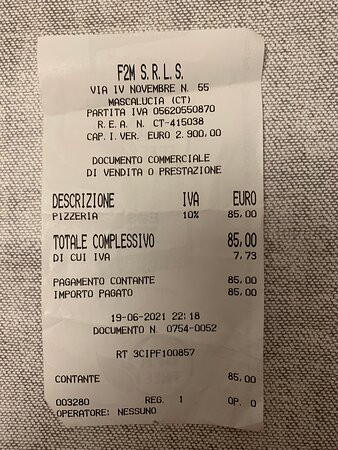 F2M S.R.L.S.
VIA IV NOVEMBRE N. 55
MASCALUCIA (CT)
PARTITA IVA 05620550870
R.E.A. N. CT-415038
CAP.I.VER. EURO 2.900,00
DOCUMENTO COMMERCIALE
DI VENDITA O PRESTAZIONE
DESCRIZIONE IVA EURO
PIZZERIA 10% 85,00
TOTALE COMPLESSIVO 85,00
DI CUI IVA 7,73
PAGAMENTO CONTANTE 85,00
IMPORTO PAGATO 85,00
19-06-2021 22:18
DOCUMENTO N. 0754-0052
RT 3CIPF100857
CONTANTE 85,00
003280 REG. 1 OP. 0
OPERATORE: NESSUNO